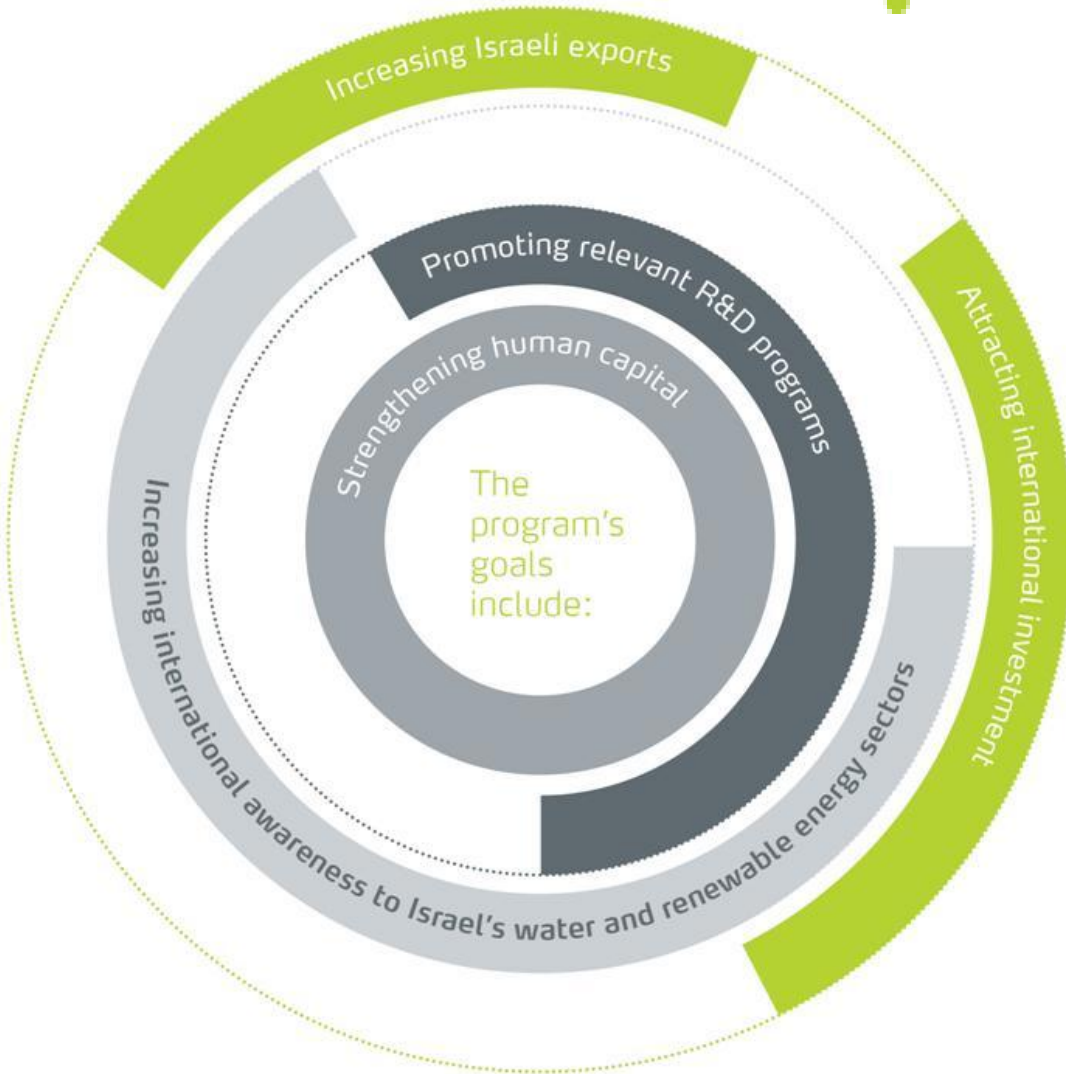 Increasing Israeli exports
Promoting relevant R&D programs
Strengthening human capital
Attracting international investment
The
program's
goals
include:
Increasing international awareness to Israel's water and renewable energy sectors